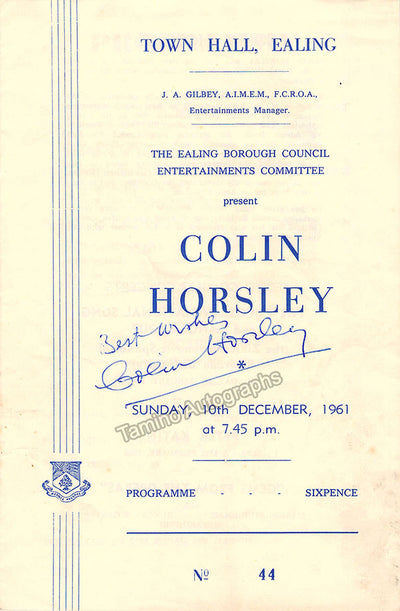 TOWN HALL, EALING
J. A. GILBEY, A.I.M.E.M., F.C.R.O.A.,
Entertainments Manager.
THE EALING BOROUGH COUNCIL
ENTERTAINMENTS COMMITTEE
present
COLIN
HORSLEY
Best Wishes
Colin Horsley
*
Tamino Autographs
SUNDAY, 10th DECEMBER, 1961
at 7.45 p.m.
PROGRAMME - - - SIXPENCE
Nº 44